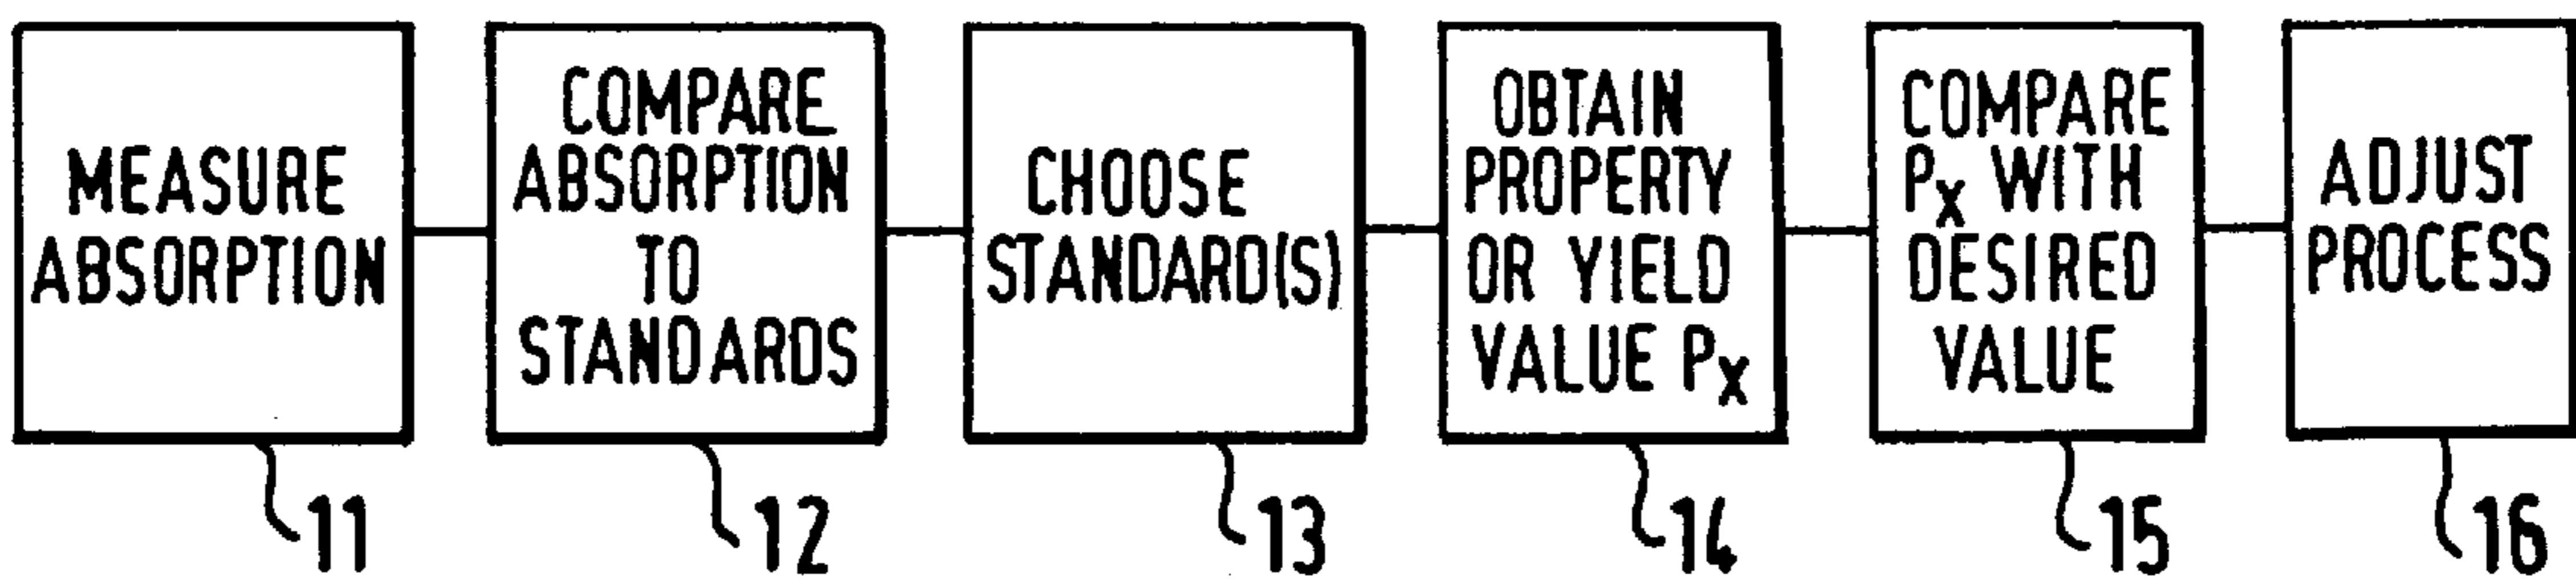 MEASURE
ABSORPTION
COMPARE
ABSORPTION
TO
STANDARDS
CHOOSE
STANDARD(S)
OBTAIN
PROPERTY
OR YIELD
VALUE PX
COMPARE
PX WITH
DESIRED
VALUE
ADJUST
PROCESS
11
12
13
14
15
16